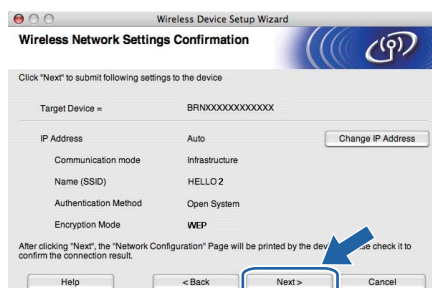 Wireless Device Setup Wizard
Wireless Network Settings Confirmation
Click "Next" to submit following settings to the device
Target Device = BRNXXXXXXXXXXXX
IP Address Auto Change IP Address
Communication mode Infrastructure
Name (SSID) HELLO 2
Authentication Method Open System
Encryption Mode WEP
After clicking "Next", the "Network Configuration" Page will be printed by the check it to
confirm the connection result.
Help < Back Next > Cancel